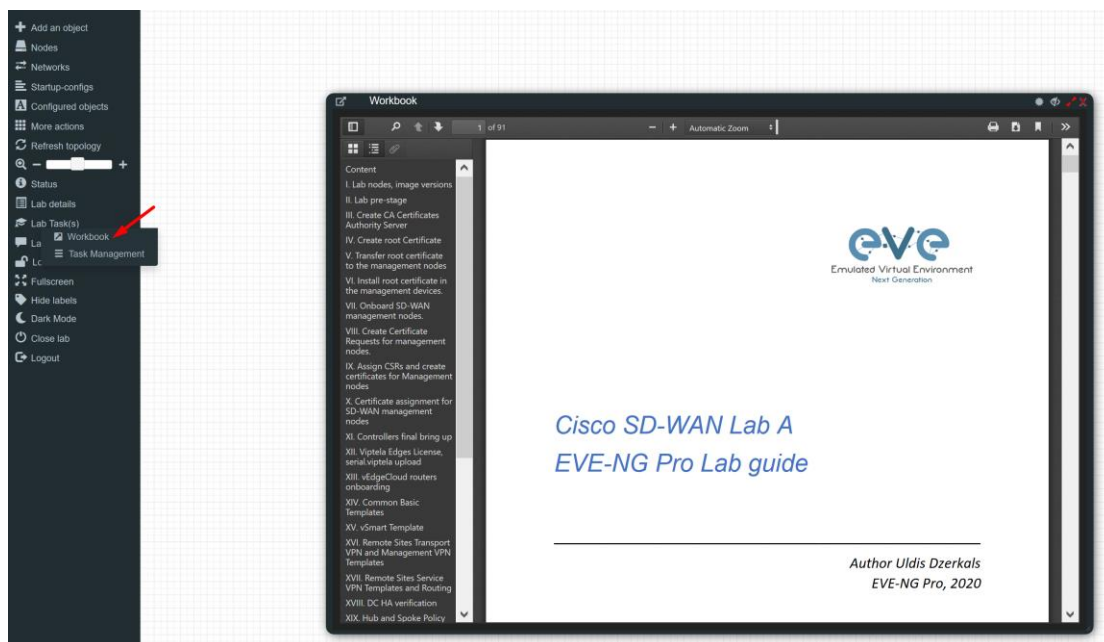 Add an object
Nodes
Networks
Startup-configs
Configured objects
More actions
Refresh topology
Status
Lab details
Lab Task(s)
Workbook
La
Task Management
Lo
Fullscreen
Hide labels
Dark Mode
Close lab
Logout
Workbook
1 of 91
Automatic Zoom
Content
I. Lab nodes, image versions
II. Lab pre-stage
III. Create CA Certificates
Authority Server
IV. Create root Certificate
V. Transfer root certificate
to the management nodes
VI. Install root certificate in
the management devices.
VII. Onboard SD-WAN
management nodes.
VIII. Create Certificate
Requests for management
nodes.
IX. Assign CSRs and create
certificates for Management
nodes
X. Certificate assignment for
SD-WAN management
nodes
XI. Controllers final bring up
XII. Viptela Edges License,
serial.viptela upload
XIII. vEdgeCloud routers
onboarding
XIV. Common Basic
Templates
XV. vSmart Template
XVI. Remote Sites Transport
VPN and Management VPN
Templates
XVII. Remote Sites Service
VPN Templates and Routing
XVIII. DC HA verification
XIX. Hub and Spoke Policy
eve
Emulated Virtual Environment
Next Generation
Cisco SD-WAN Lab A
EVE-NG Pro Lab guide
Author Uldis Dzerkals
EVE-NG Pro, 2020